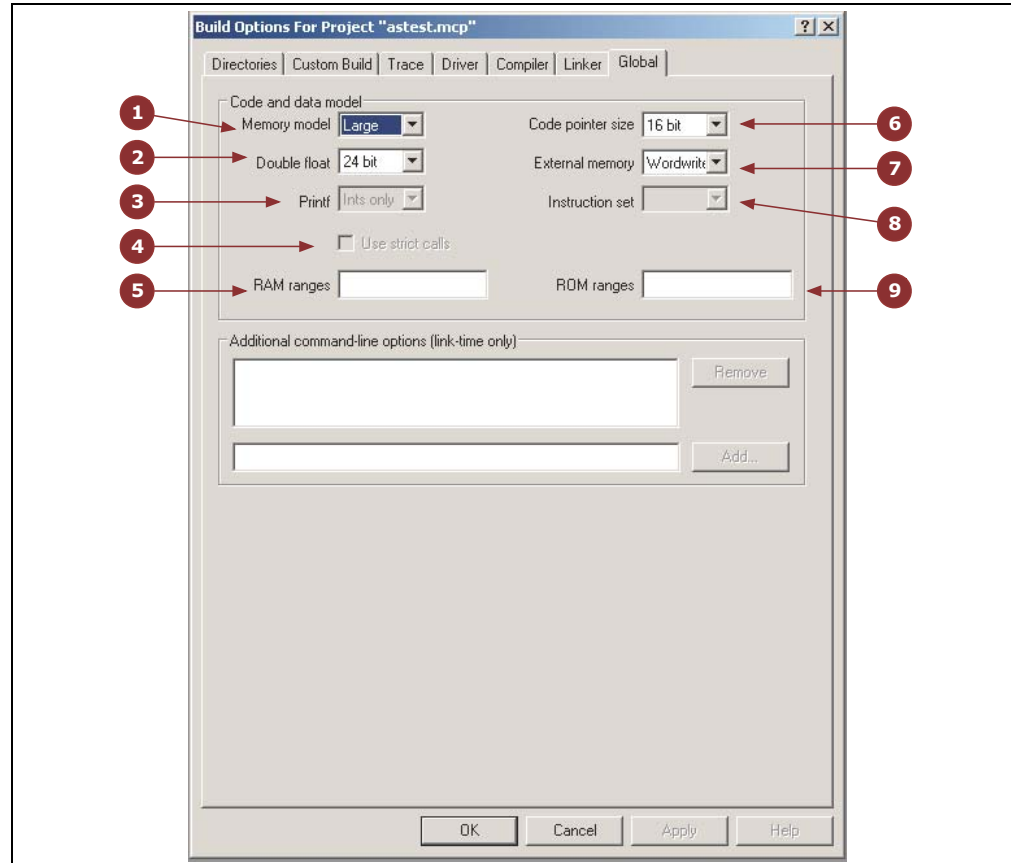 Build Options For Project "astest.mcp"
Directories Custom Build Trace Driver Compiler Linker Global
Code and data model
1 Memory model Large Code pointer size 16 bit 6
2 Double float 24 bit External memory Wordwrite 7
3 Printf Ints only Instruction set 8
4 Use strict calls
5 RAM ranges ROM ranges 9
Additional command-line options (link-time only)
Remove
Add...
OK Cancel Apply Help